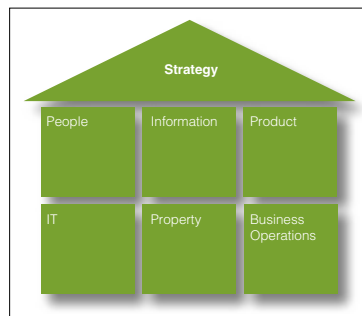 Strategy
People
Information
Product
IT
Property
Business
Operations